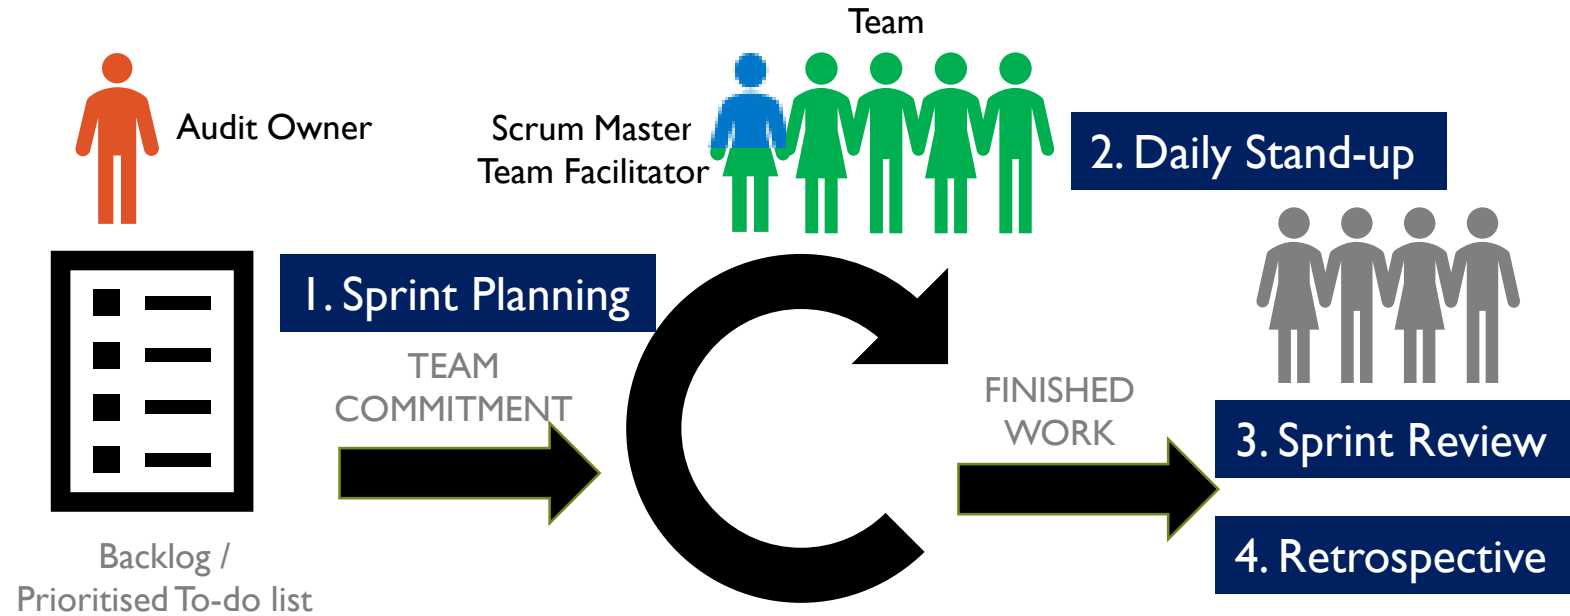 Team
Audit Owner
Scrum Master
Team Facilitator
2. Daily Stand-up
1. Sprint Planning
TEAM
COMMITMENT
FINISHED
WORK
3. Sprint Review
4. Retrospective
Backlog /
Prioritised To-do list